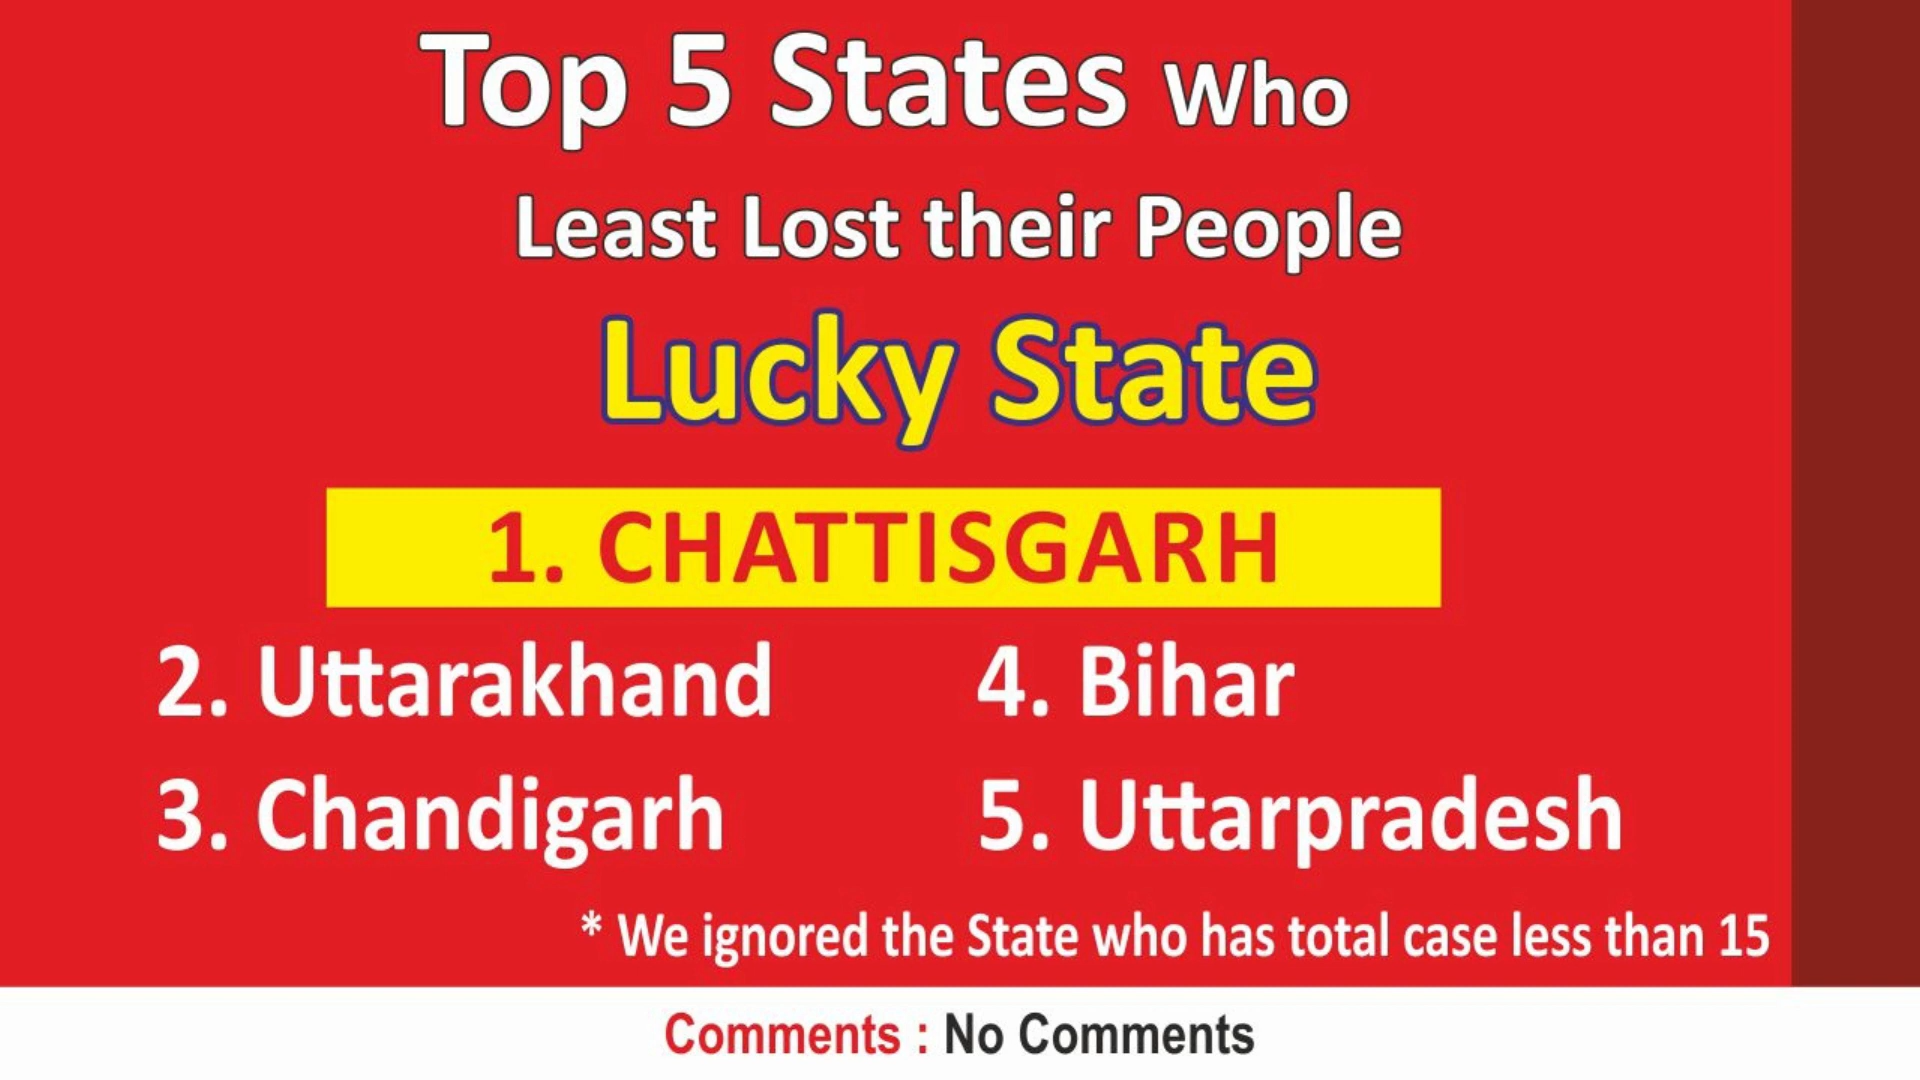 Top 5 States Who
Least Lost their People
Lucky State
1. CHATTISGARH
2. Uttarakhand
3. Chandigarh
4. Bihar
5. Uttarpradesh
* We ignored the State who has total case less than 15
Comments : No Comments